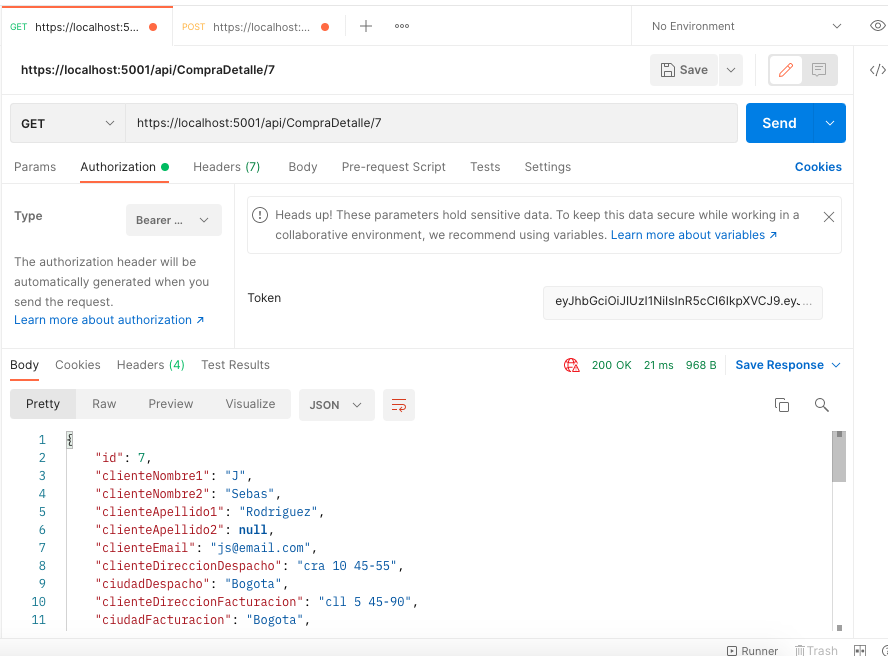 GET https://localhost:5... POST https://localhost:... No Environment
https://localhost:5001/api/CompraDetalle/7 Save
GET https://localhost:5001/api/CompraDetalle/7 Send
Params Authorization Headers (7) Body Pre-request Script Tests Settings Cookies
Type Bearer ...
The authorization header will be
automatically generated when you
send the request.
Learn more about authorization ↗
Heads up! These parameters hold sensitive data. To keep this data secure while working in a
collaborative environment, we recommend using variables. Learn more about variables ↗
Token eyJhbGciOiJIUzI1NiIsInR5cCI6IkpXVCJ9.eyJ...
Body Cookies Headers (4) Test Results 200 OK 21 ms 968 B Save Response
Pretty Raw Preview Visualize JSON
1 {
2 "id": 7,
3 "clienteNombre1": "J",
4 "clienteNombre2": "Sebas",
5 "clienteApellido1": "Rodriguez",
6 "clienteApellido2": null,
7 "clienteEmail": "js@email.com",
8 "clienteDireccionDespacho": "cra 10 45-55",
9 "ciudadDespacho": "Bogota",
10 "clienteDireccionFacturacion": "cll 5 45-90",
11 "ciudadFacturacion": "Bogota",
Runner Trash